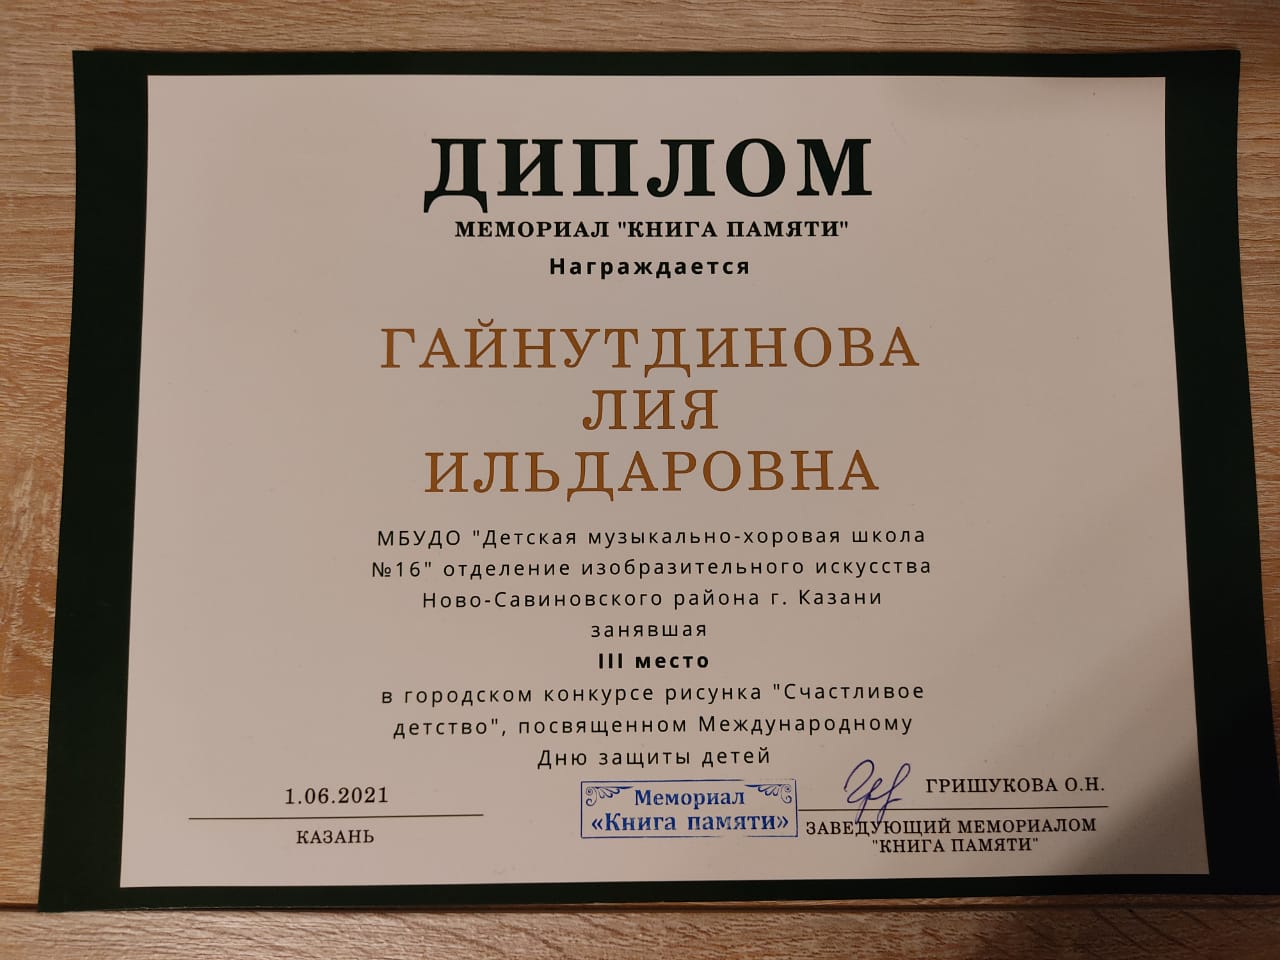 ДИПЛОМ
МЕМОРИАЛ "КНИГА ПАМЯТИ"
Награждается
ГАЙНУТДИНОВА
ЛИЯ
ИЛЬДАРОВНА
МБУДО "Детская музыкально-хоровая школа
№16" отделение изобразительного искусства
Ново-Савиновского района г. Казани
занявшая
III место
в городском конкурсе рисунка "Счастливое
детство", посвященном Международному
Дню защиты детей
1.06.2021
КАЗАНЬ
Мемориал
«Книга памяти»
ГРИШУКОВА О.Н.
ЗАВЕДУЮЩИЙ МЕМОРИАЛОМ
"КНИГА ПАМЯТИ"